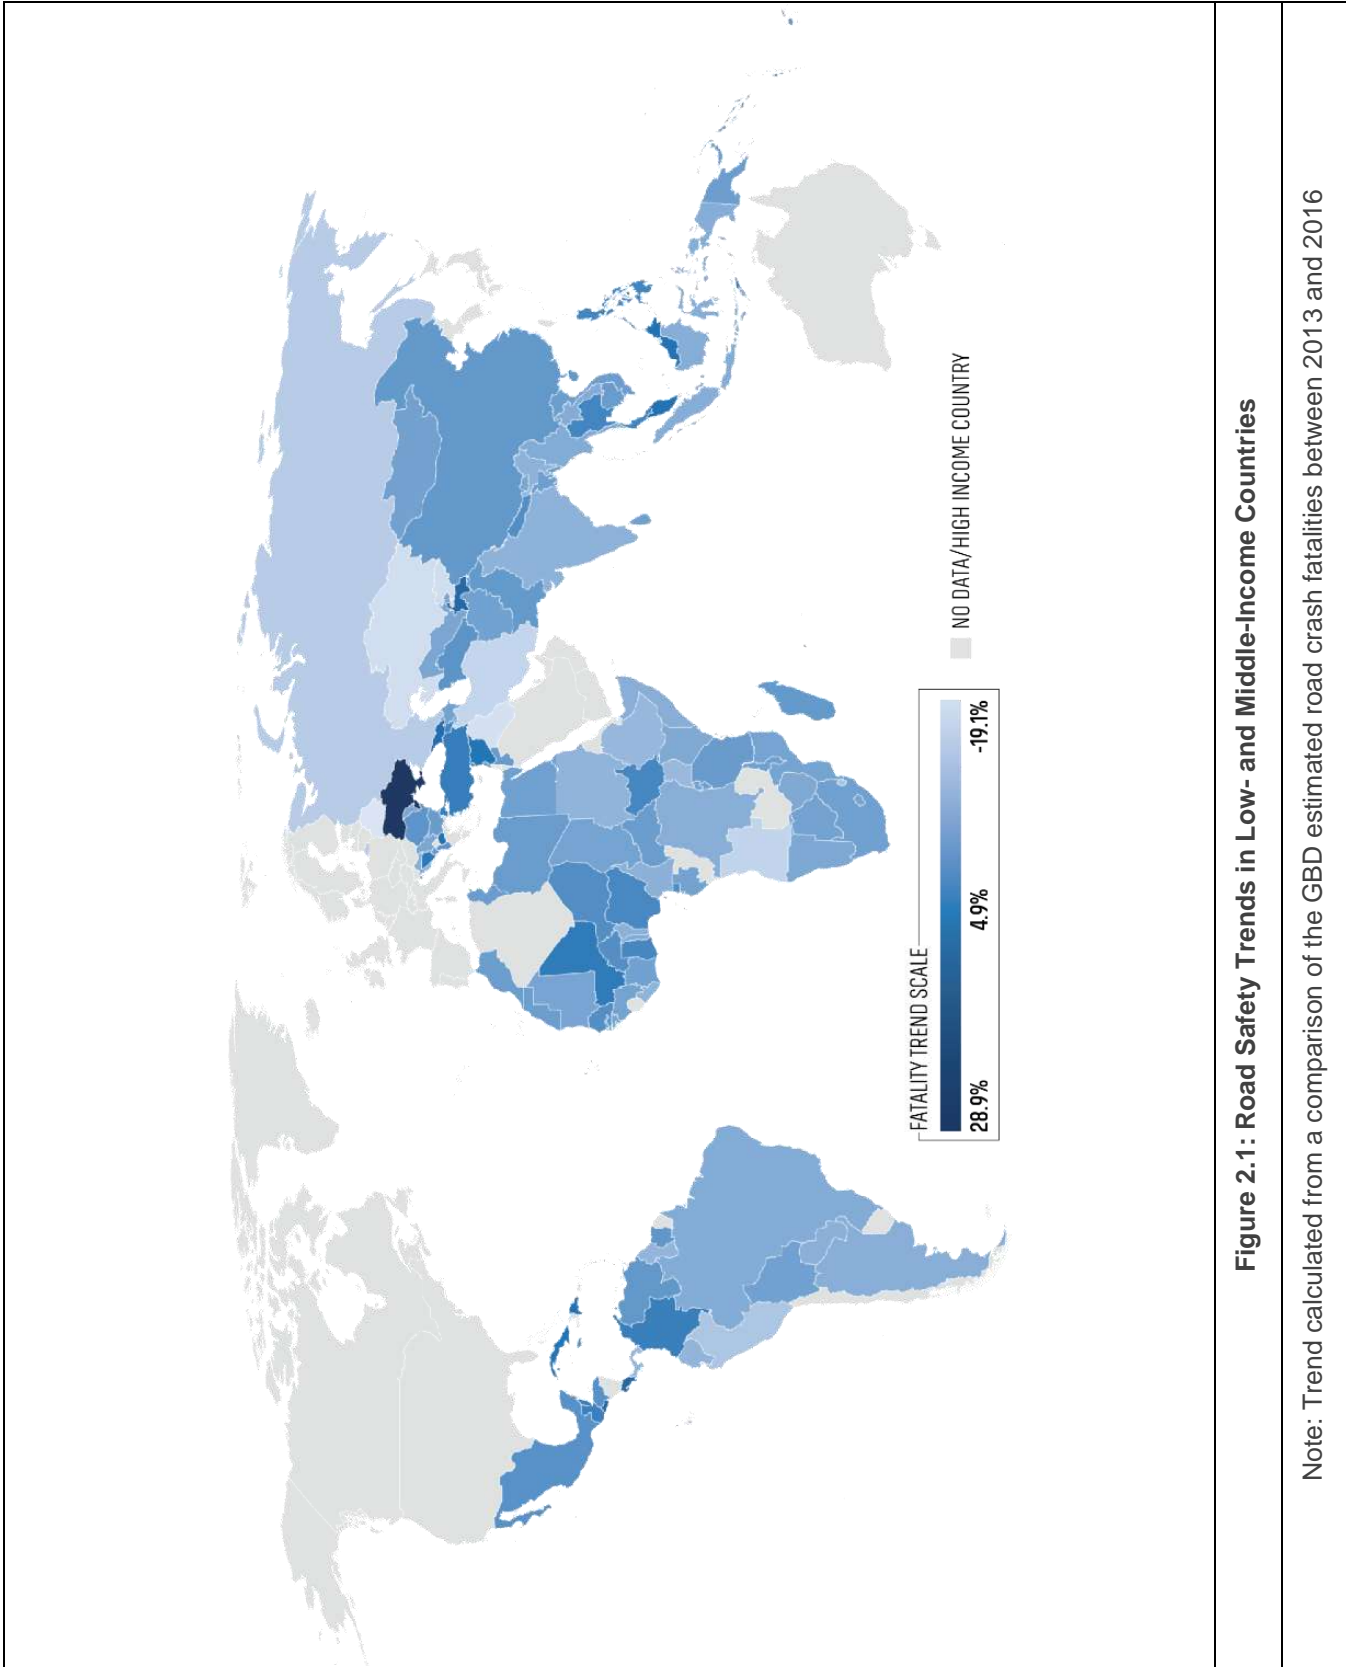 NO DATA/HIGH INCOME COUNTRY
FATALITY TREND SCALE
28.9% 4.9% -19.1%
Figure 2.1: Road Safety Trends in Low- and Middle-Income Countries
Note: Trend calculated from a comparison of the GBD estimated road crash fatalities between 2013 and 2016